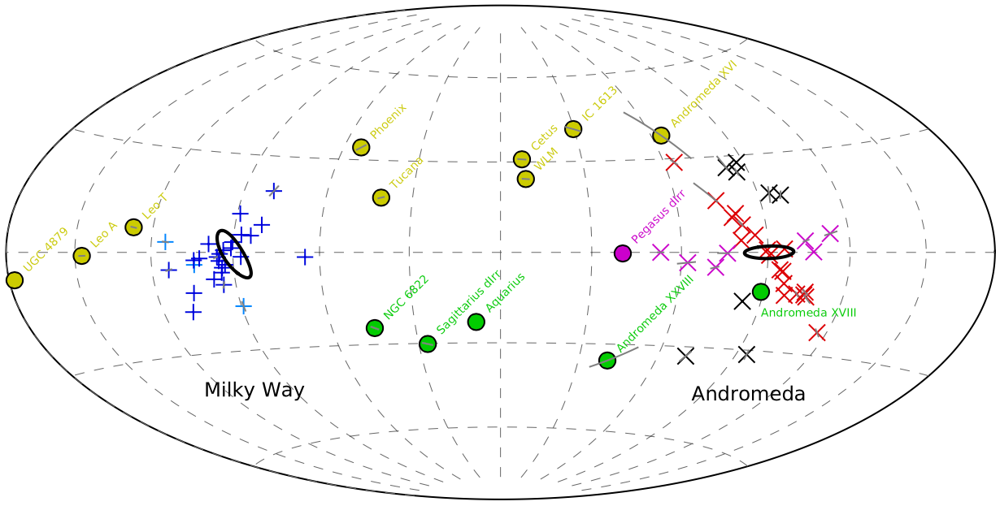 Andromeda XVI
IC 1613
Phoenix
Cetus
WLM
Tucana
Pegasus dIrr
Leo T
Leo A
UGC 4879
NGC 6822
Sagittarius dIrr
Aquarius
Andromeda XXVIII
Andromeda XVIII
Milky Way
Andromeda